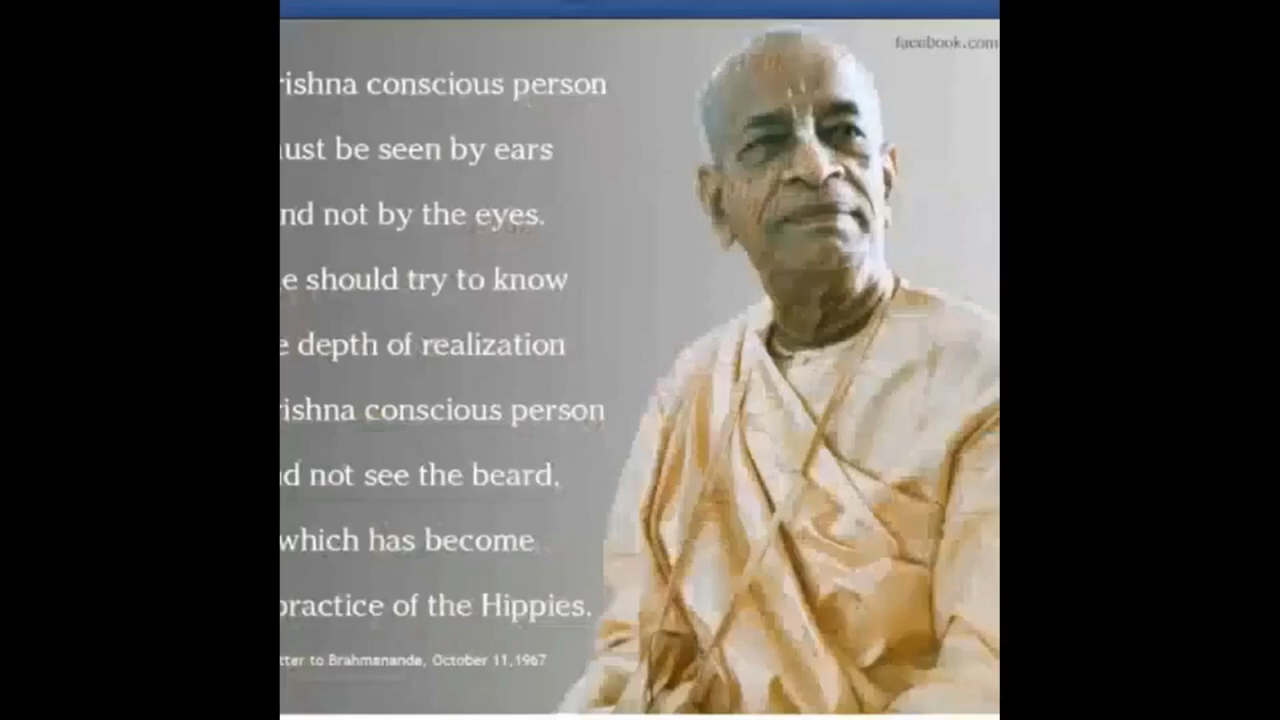 facebook.com
rishna conscious person
ust be seen by ears
nd not by the eyes.
e should try to know
e depth of realization
rishna conscious person
d not see the beard,
which has become
practice of the Hippies.
tter to Brahmananda, October 11,1967